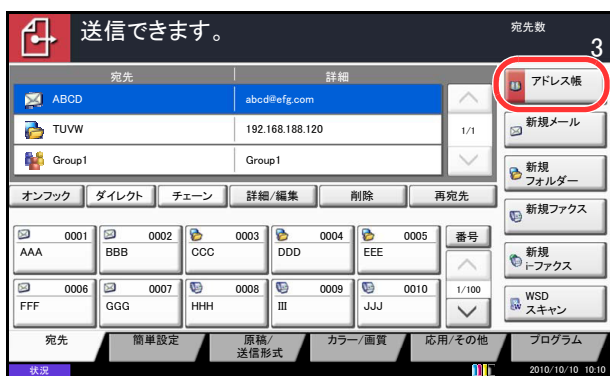 送信できます。
宛先数
3
宛先 詳細
ABCD abcd@efg.com
TUVW 192.168.188.120
1/1
Group1 Group1
アドレス帳
新規メール
新規
フォルダー
新規ファクス
新規
i-ファクス
WSD
スキャン
オンフック ダイレクト チェーン 詳細/編集 削除 再宛先
0001 0002 0003 0004 0005 番号
AAA BBB CCC DDD EEE
0006 0007 0008 0009 0010 1/100
FFF GGG HHH III JJJ
宛先 簡単設定 原稿/
送信形式 カラー/画質 応用/その他 プログラム
状況 2010/10/10 10:10